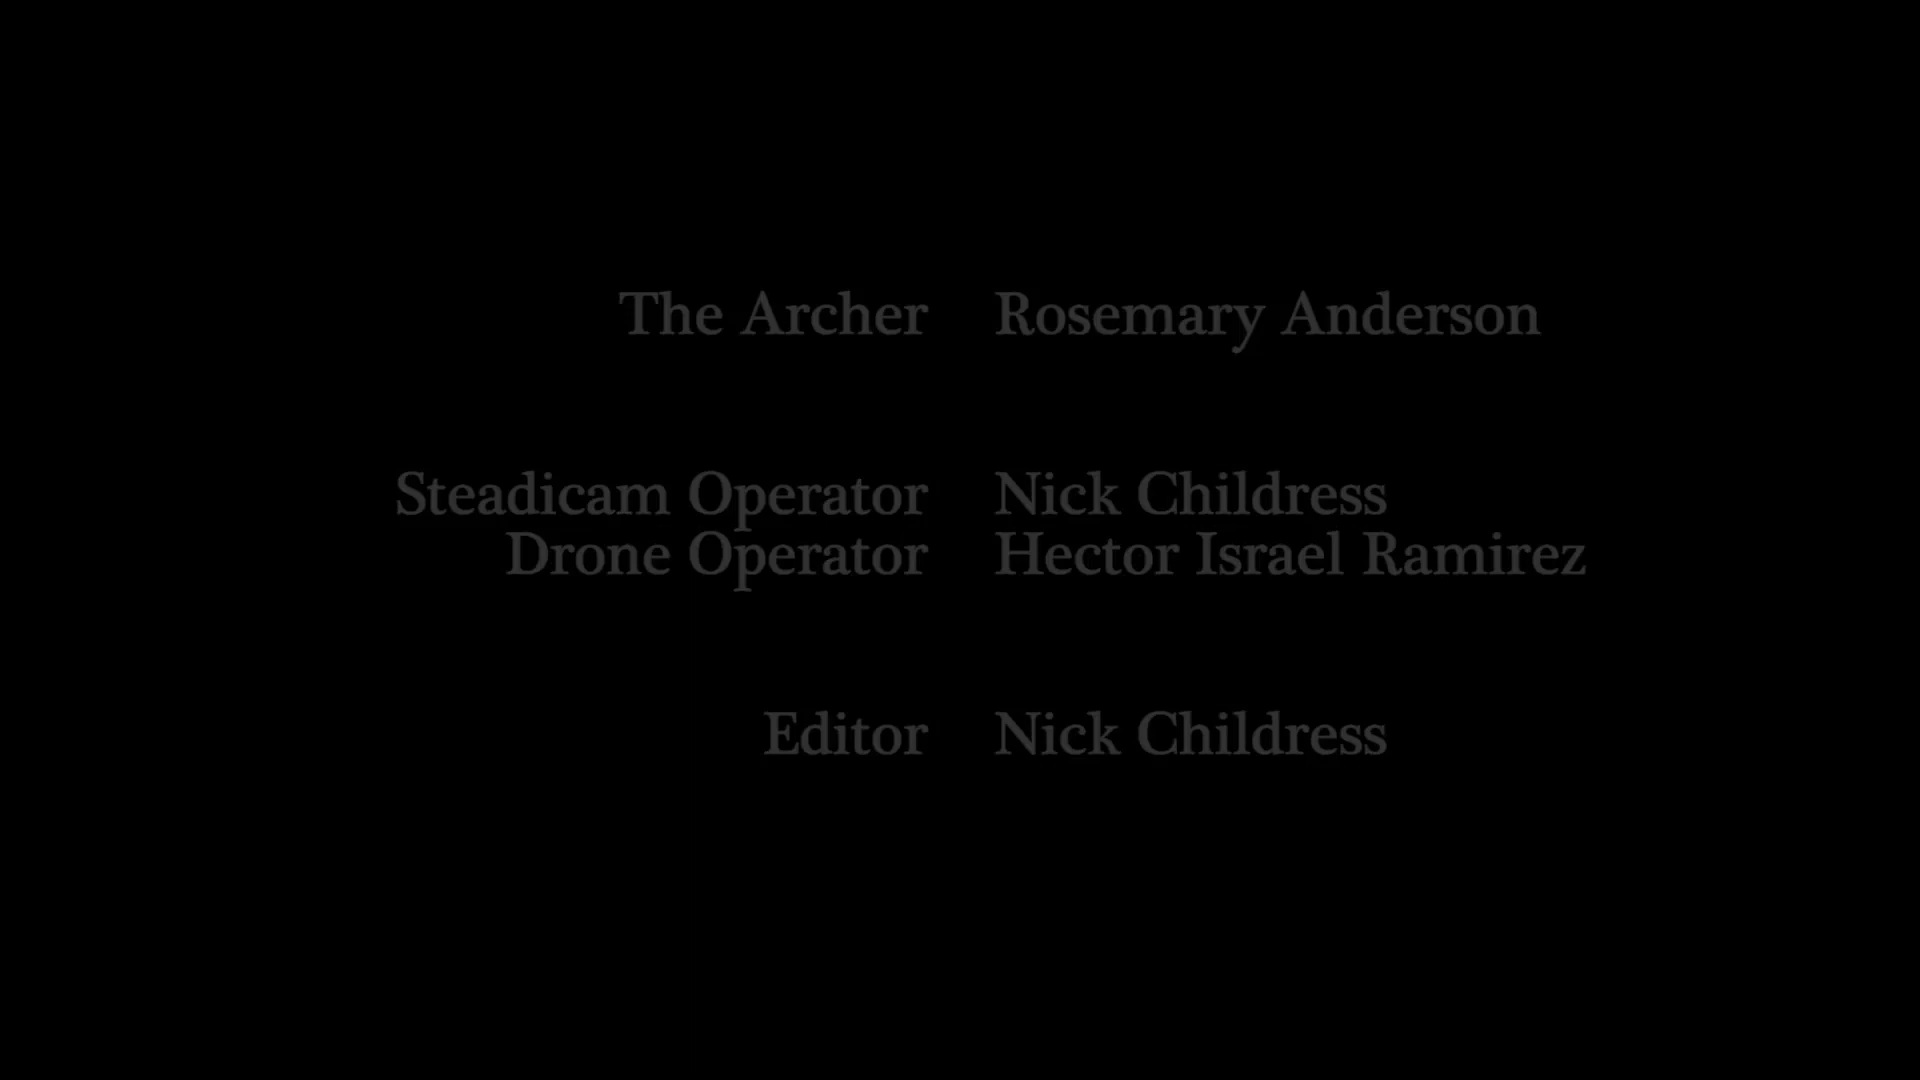 The Archer Rosemary Anderson
Steadicam Operator Nick Childress
Drone Operator Hector Israel Ramirez
Editor Nick Childress